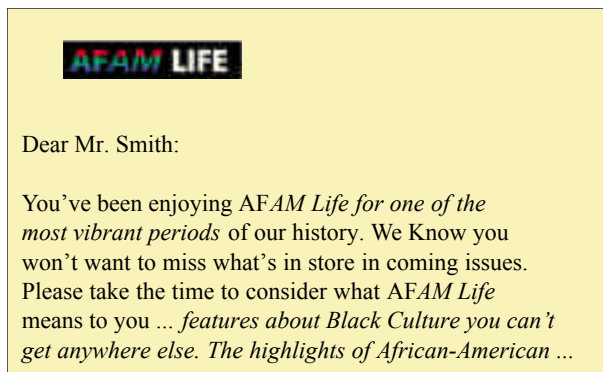 AFAM LIFE
Dear Mr. Smith:
You’ve been enjoying AFAM Life for one of the
most vibrant periods of our history. We Know you
won’t want to miss what’s in store in coming issues.
Please take the time to consider what AFAM Life
means to you ... features about Black Culture you can’t
get anywhere else. The highlights of African-American ...